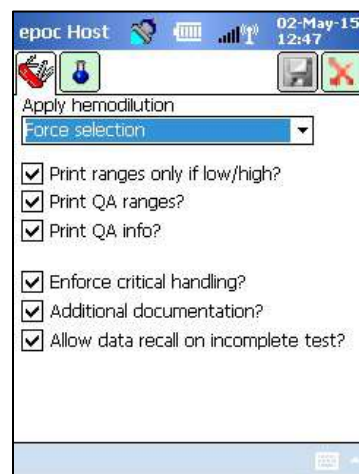 epoc Host
02-May-15
12:47
Apply hemodilution
Force selection
Print ranges only if low/high?
Print QA ranges?
Print QA info?
Enforce critical handling?
Additional documentation?
Allow data recall on incomplete test?